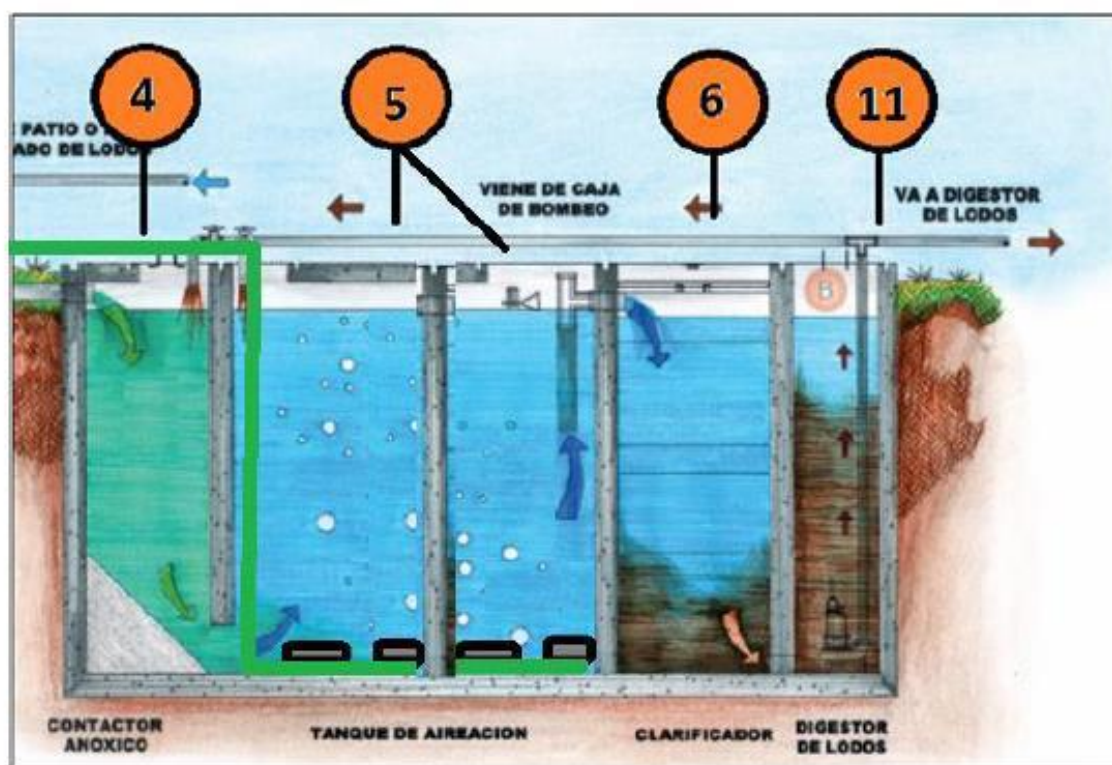 4
5
6
11
PATIO O
ADO DE LODOS
VIENE DE CAJA
DE BOMBEO
VA A DIGESTOR
DE LODOS
B
CONTACTOR
ANOXICO
TANQUE DE AIREACION
CLARIFICADOR
DIGESTOR
DE LODOS